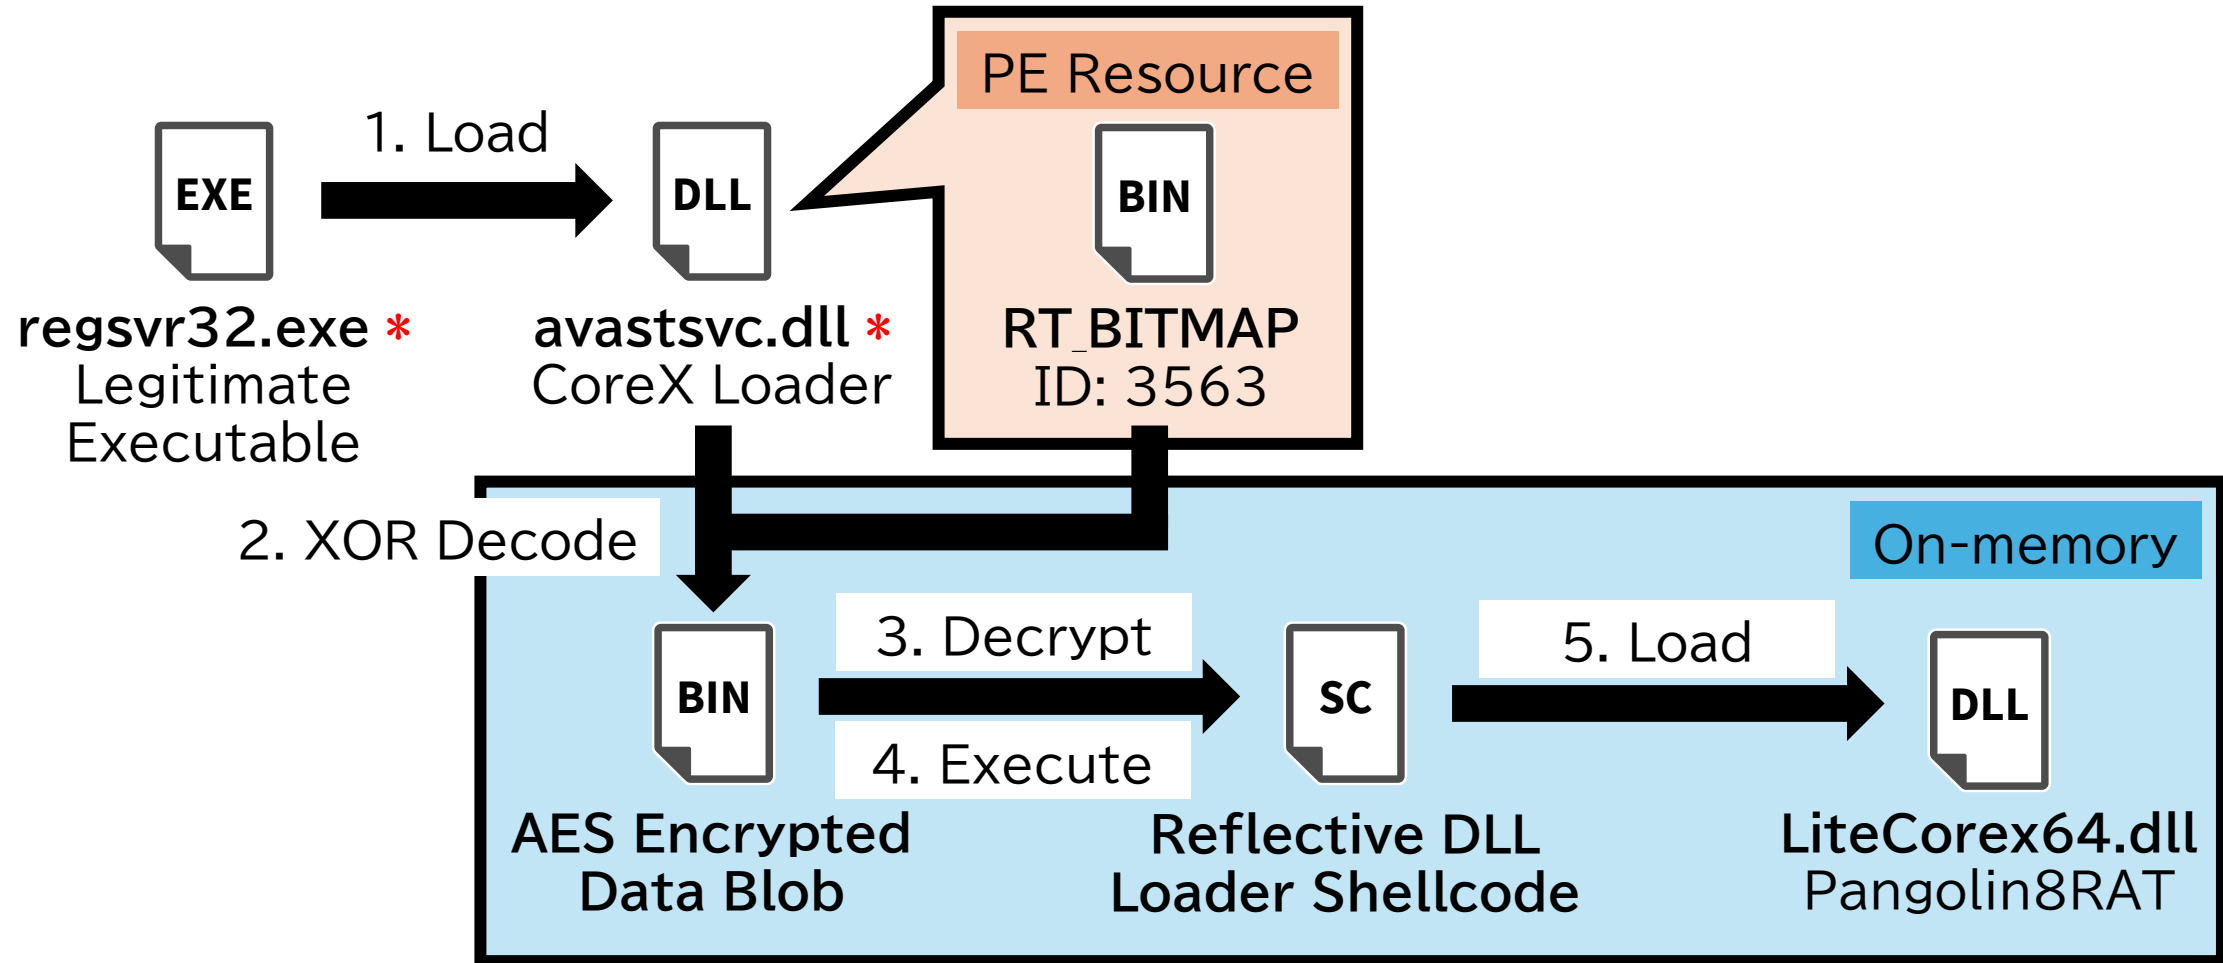 PE Resource
1. Load
EXE
DLL
BIN
regsvr32.exe *
Legitimate
Executable
avastsvc.dll *
CoreX Loader
RT_BITMAP
ID: 3563
2. XOR Decode
On-memory
3. Decrypt
4. Execute
5. Load
BIN
SC
DLL
AES Encrypted
Data Blob
Reflective DLL
Loader Shellcode
LiteCorex64.dll
Pangolin8RAT